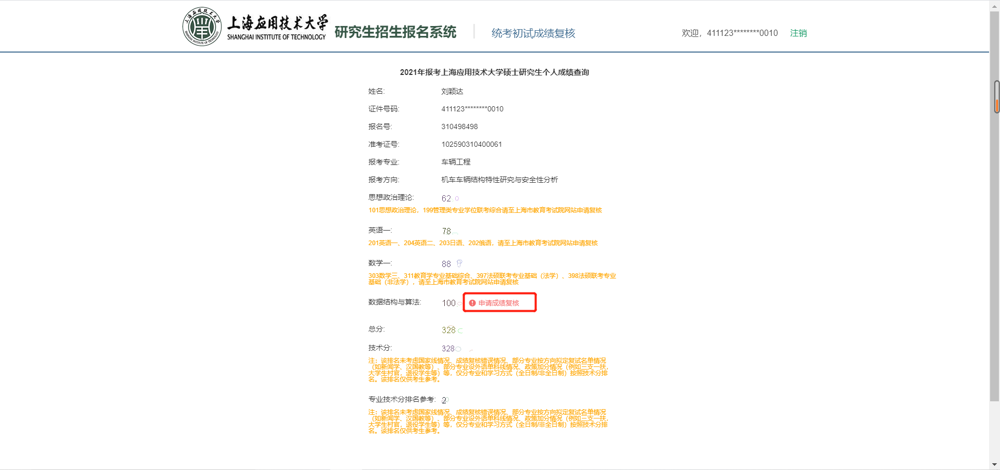 上海应用技术大学
SHANGHAI INSTITUTE OF TECHNOLOGY
研究生招生报名系统
统考初试成绩复核
欢迎，411123********0010 注销
2021年报考上海应用技术大学硕士研究生个人成绩查询
姓名: 刘颖达
证件号码: 411123********0010
报名号: 310498498
准考证号: 102590310400061
报考专业: 车辆工程
报考方向: 机车车辆结构特性研究与安全性分析
思想政治理论: 62
101思想政治理论，199管理类专业学位联考综合请至上海市教育考试院网站申请复核
英语一: 78
201英语一、204英语二、203日语、202俄语，请至上海市教育考试院网站申请复核
数学一: 88
303数学三、311教育学专业基础综合、397法硕联考专业基础（法学）、398法硕联考专业
基础（非法学），请至上海市教育考试院网站申请复核
数据结构与算法: 100 申请成绩复核
总分: 328
技术分: 328
注：该排名未考虑国家线情况、成绩复核错误情况、部分专业按方向拟定复试名单情况
（如新闻学、汉国教等）、部分专业设外语单科线情况、政策加分情况（例如三支一扶，
大学生村官，退役学生等）等，仅分专业和学习方式（全日制/非全日制）按照技术分排
名。该排名仅供考生参考。
专业技术分排名参考: 2
注：该排名未考虑国家线情况、成绩复核错误情况、部分专业按方向拟定复试名单情况
（如新闻学、汉国教等）、部分专业设外语单科线情况、政策加分情况（例如三支一扶，
大学生村官，退役学生等）等，仅分专业和学习方式（全日制/非全日制）按照技术分排
名。该排名仅供考生参考。